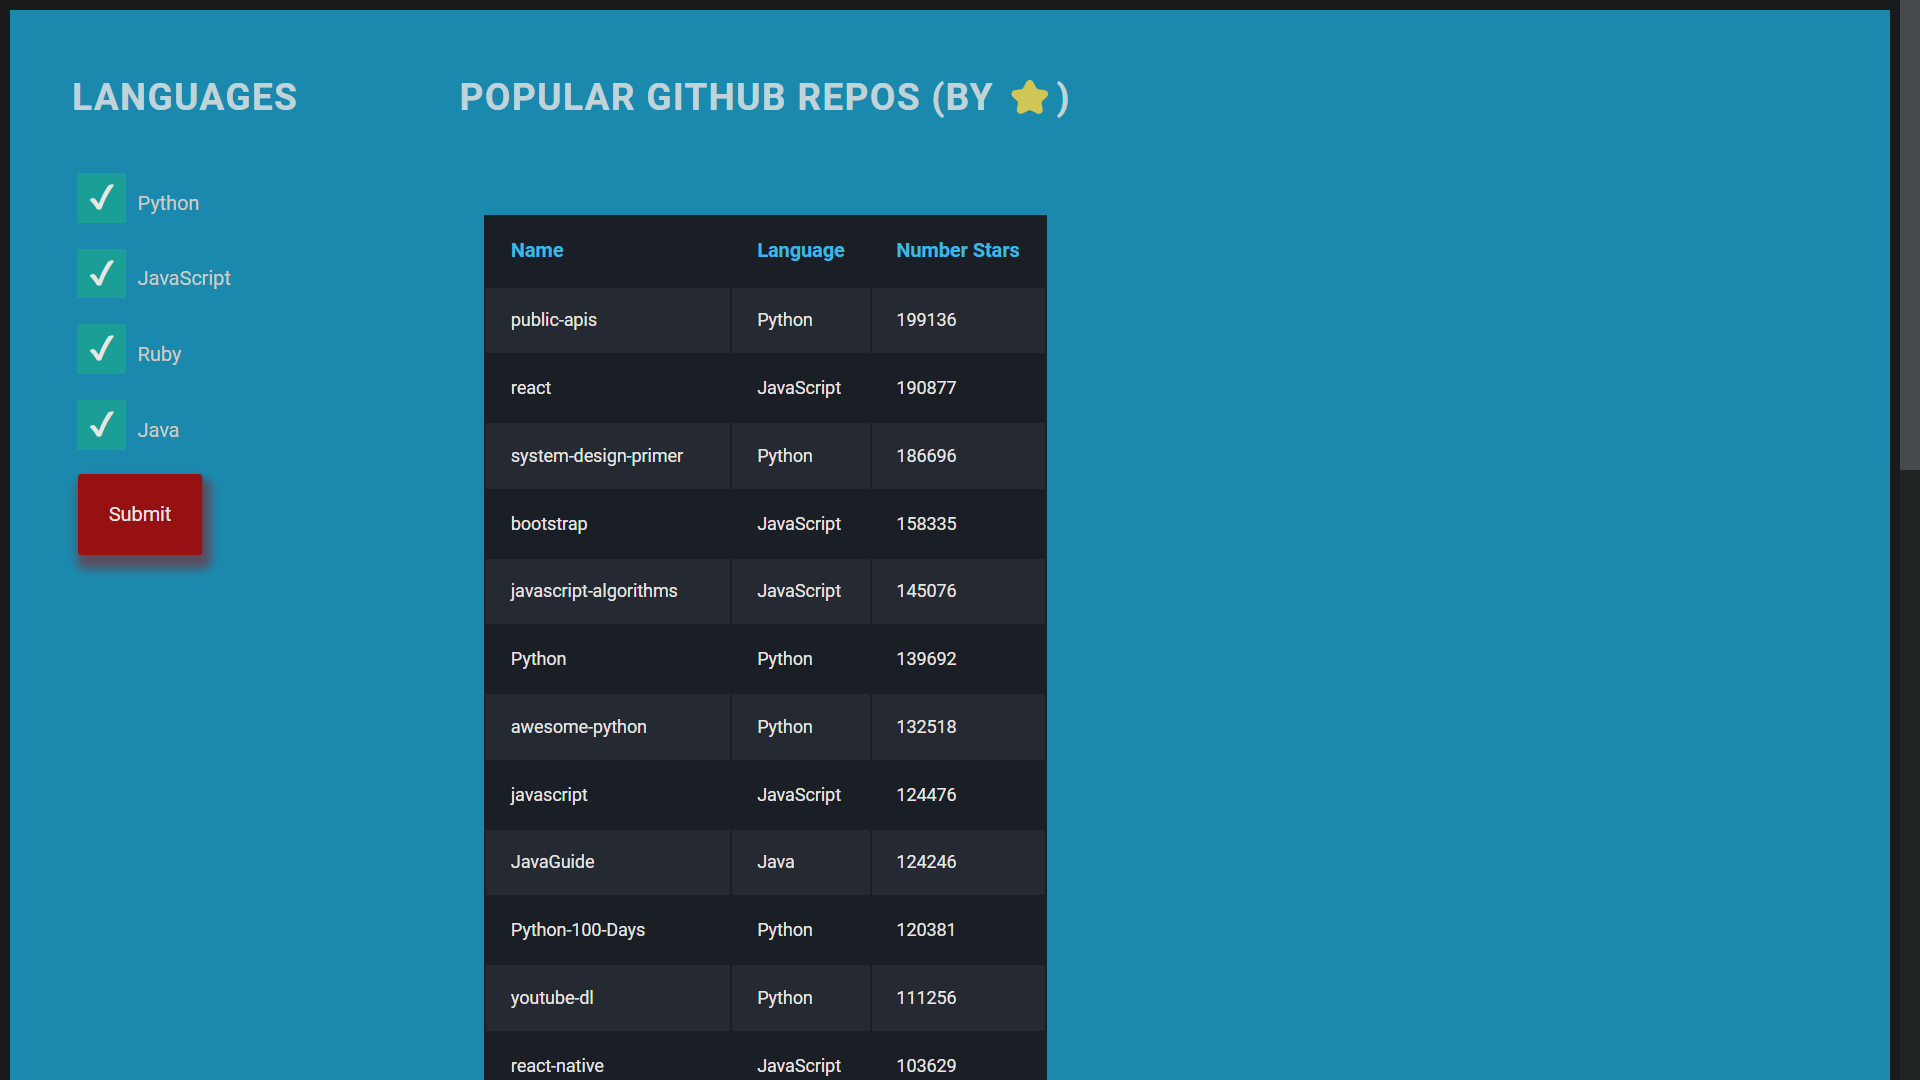 LANGUAGES
POPULAR GITHUB REPOS (BY ⭐)
Python
JavaScript
Ruby
Java
Submit
Name Language Number Stars
public-apis Python 199136
react JavaScript 190877
system-design-primer Python 186696
bootstrap JavaScript 158335
javascript-algorithms JavaScript 145076
Python Python 139692
awesome-python Python 132518
javascript JavaScript 124476
JavaGuide Java 124246
Python-100-Days Python 120381
youtube-dl Python 111256
react-native JavaScript 103629